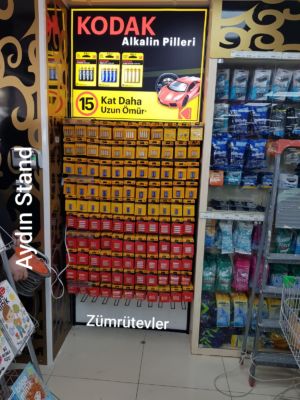 KODAK
Alkalin Pilleri
15 Kat Daha
Uzun Ömür
Aydın Stand
Zümrütevler